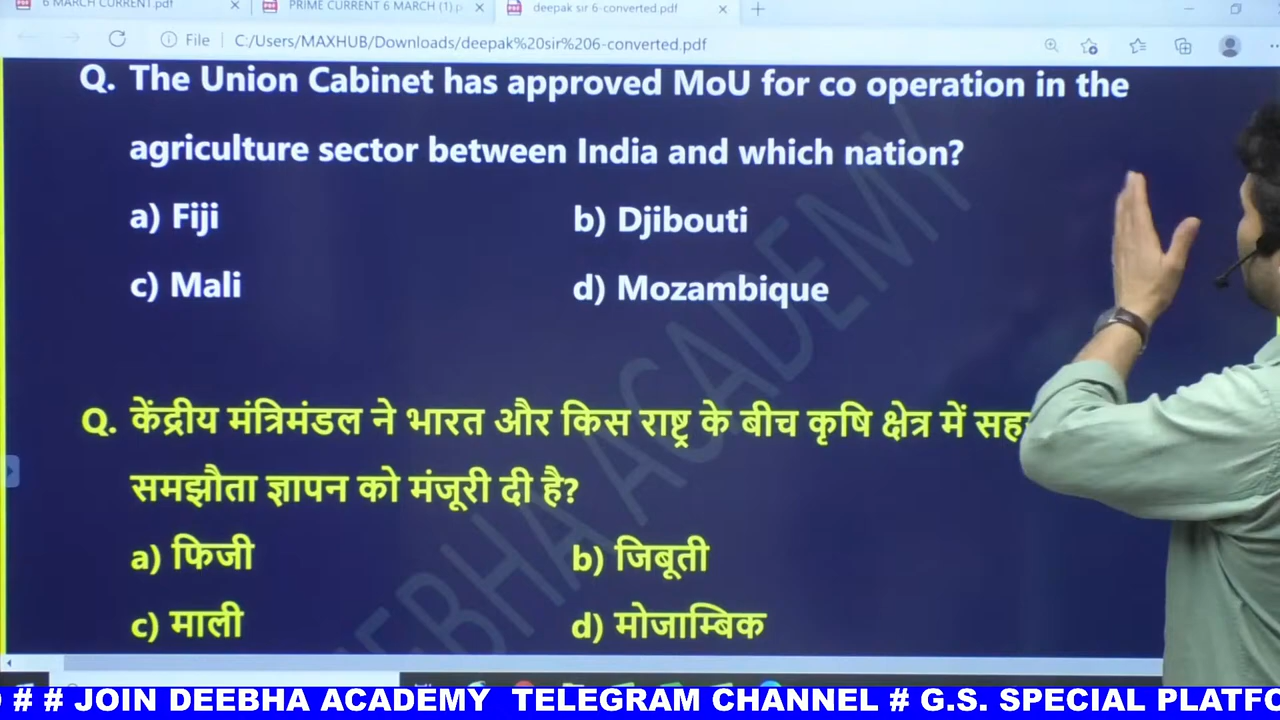 6 MARCH CURRENT.pdf
PRIME CURRENT 6 MARCH (1).p
deepak sir 6-converted.pdf
File | C:/Users/MAXHUB/Downloads/deepak%20sir%206-converted.pdf
Q. The Union Cabinet has approved MoU for co operation in the
agriculture sector between India and which nation?
a) Fiji
b) Djibouti
c) Mali
d) Mozambique
Q. केंद्रीय मंत्रिमंडल ने भारत और किस राष्ट्र के बीच कृषि क्षेत्र में
समझौता ज्ञापन को मंजूरी दी है?
a) फिजी
b) जिबूती
c) माली
d) मोजाम्बिक
EEBHA ACADEMY
# # JOIN DEEBHA ACADEMY TELEGRAM CHANNEL # G.S. SPECIAL PLATFO